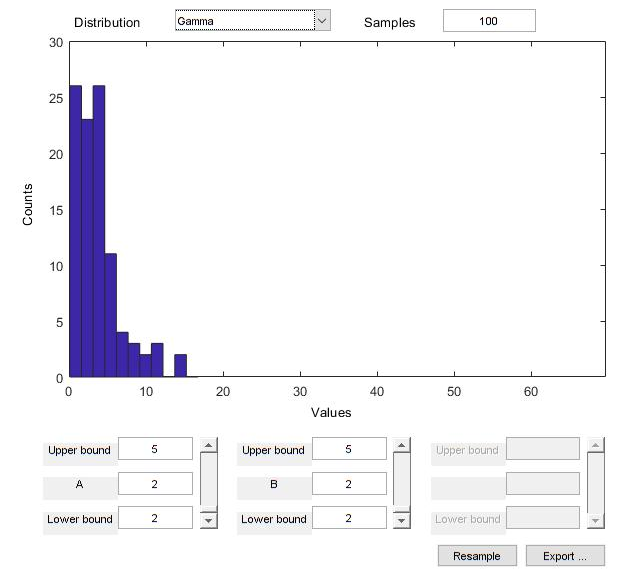 Distribution Gamma Samples 100
30
25
20
15
10
5
0
Counts
0 10 20 30 40 50 60
Values
Upper bound 5 Upper bound 5 Upper bound
A 2 B 2
Lower bound 2 Lower bound 2 Lower bound
Resample Export ...